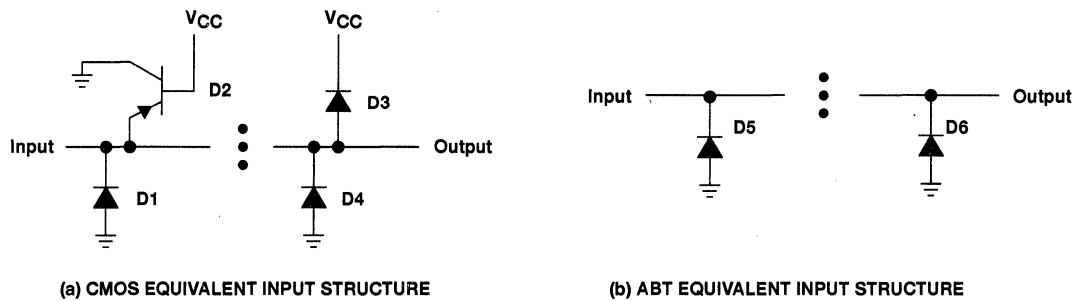 VCC
VCC
D2
D3
Input
Output
D1
D4
(a) CMOS EQUIVALENT INPUT STRUCTURE
Input
Output
D5
D6
(b) ABT EQUIVALENT INPUT STRUCTURE